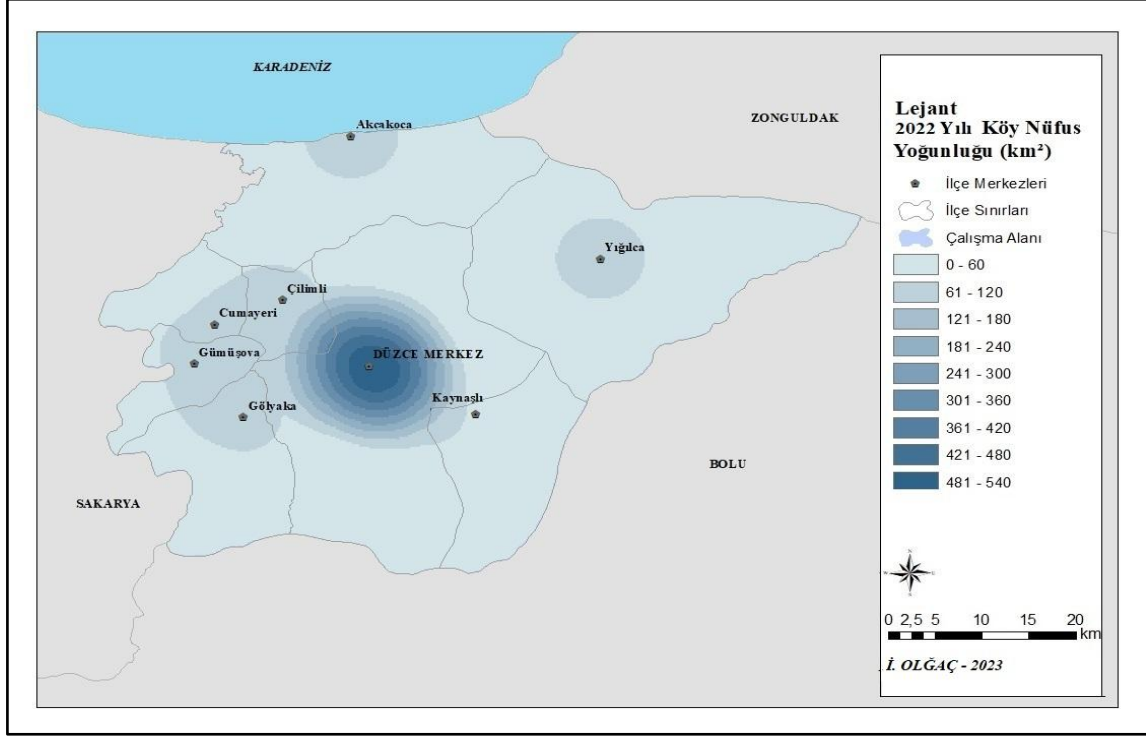 KARADENİZ
ZONGULDAK
Akçakoca
Yığılca
Çilimli
Cumayeri
Gümüşova
DÜZCE MERKEZ
Kaynaşlı
Gölyaka
BOLU
SAKARYA
Lejant
2022 Yılı Köy Nüfus
Yoğunluğu (km²)
İlçe Merkezleri
İlçe Sınırları
Çalışma Alanı
0 - 60
61 - 120
121 - 180
181 - 240
241 - 300
301 - 360
361 - 420
421 - 480
481 - 540
N
W E
S
0 2,5 5 10 15 20
km
İ. OLĞAÇ - 2023